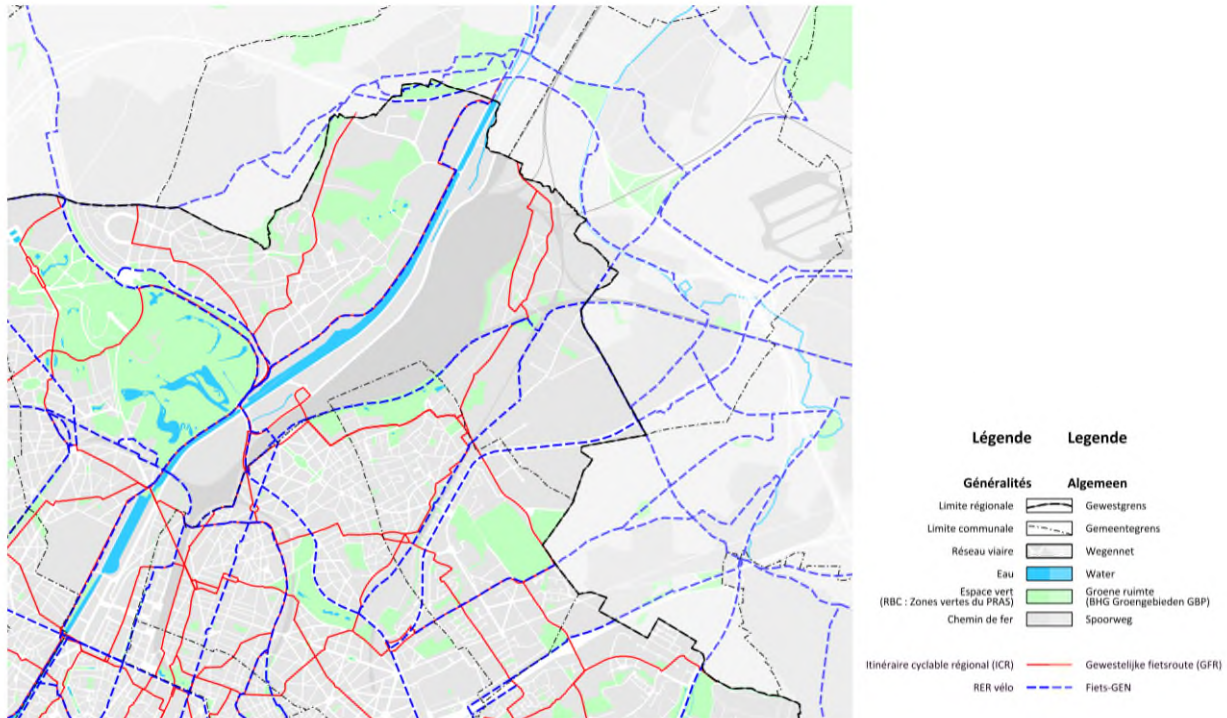 Légende Legende
Généralités Algemeen
Limite régionale Gewestgrens
Limite communale Gemeentegrens
Réseau viaire Wegennet
Eau Water
Espace vert Groene ruimte
(RBC : Zones vertes du PRAS) (BHG Groengebieden GBP)
Chemin de fer Spoorweg
Itinéraire cyclable régional (ICR) Gewestelijke fietsroute (GFR)
RER vélo Fiets-GEN